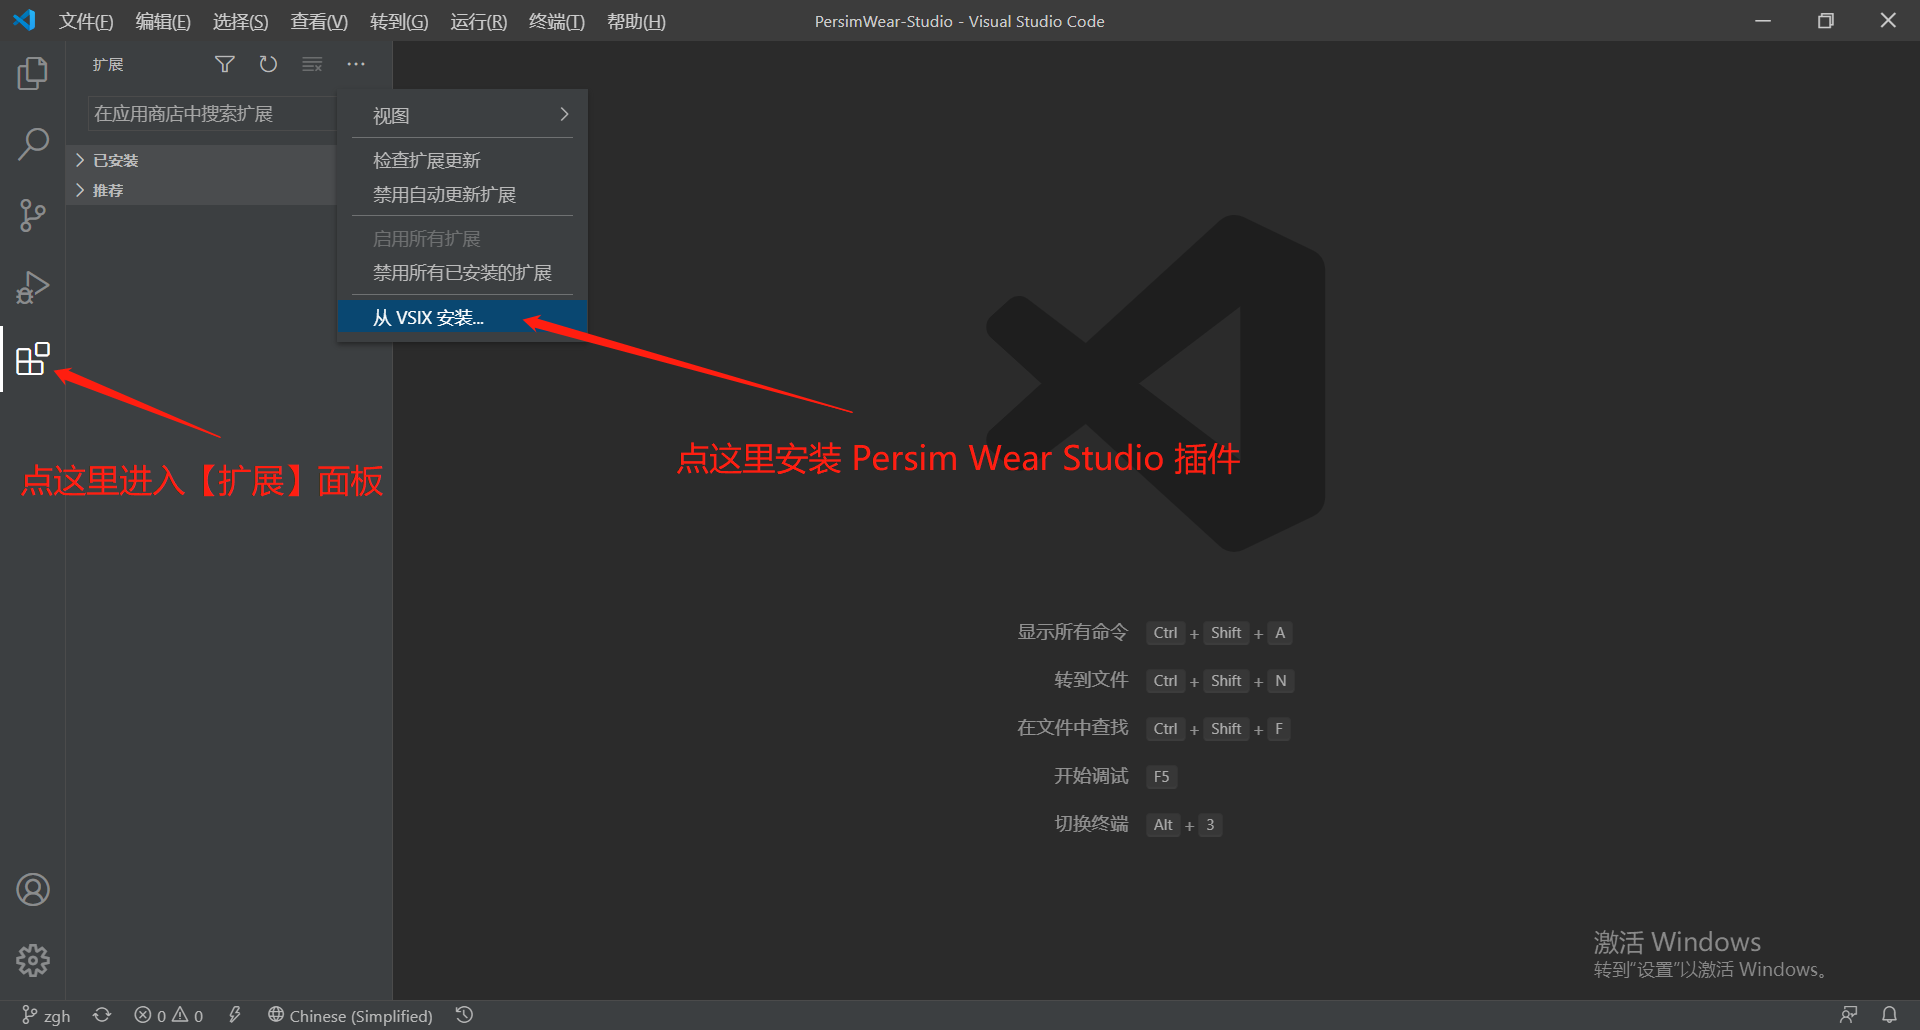 文件(F) 编辑(E) 选择(S) 查看(V) 转到(G) 运行(R) 终端(T) 帮助(H) PersimWear-Studio - Visual Studio Code
扩展
在应用商店中搜索扩展
已安装
推荐
视图
检查扩展更新
禁用自动更新扩展
启用所有扩展
禁用所有已安装的扩展
从 VSIX 安装...
点这里进入【扩展】面板
点这里安装 Persim Wear Studio 插件
显示所有命令 Ctrl + Shift + A
转到文件 Ctrl + Shift + N
在文件中查找 Ctrl + Shift + F
开始调试 F5
切换终端 Alt + 3
激活 Windows
转到“设置”以激活 Windows。
zgh 0 0 Chinese (Simplified)